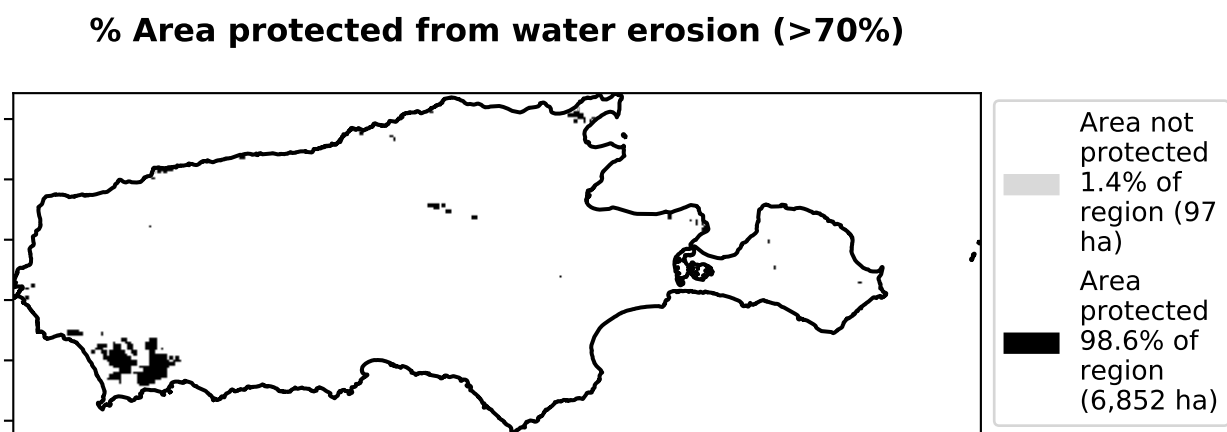 % Area protected from water erosion (>70%)
Area not
protected
1.4% of
region (97
ha)
Area
protected
98.6% of
region
(6,852 ha)